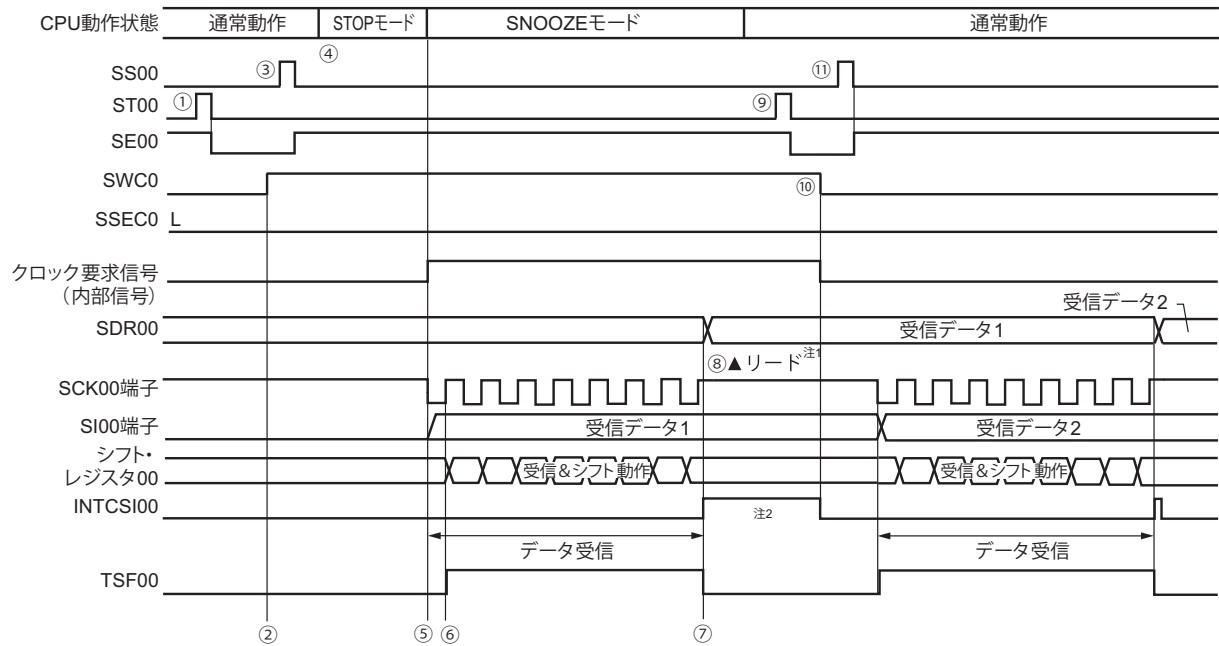 CPU動作状態 通常動作 STOPモード SNOOZEモード 通常動作
④
SS00 ③ ⑪
ST00 ① ⑨
SE00
SWC0 ⑩
SSEC0 L
クロック要求信号
(内部信号)
受信データ2
SDR00 受信データ1
⑧▲リード注1
SCK00端子
SI00端子 受信データ1 受信データ2
シフト・
レジスタ00 受信&シフト動作 受信&シフト動作
INTCSI00 注2
データ受信 データ受信
TSF00
② ⑤ ⑥ ⑦